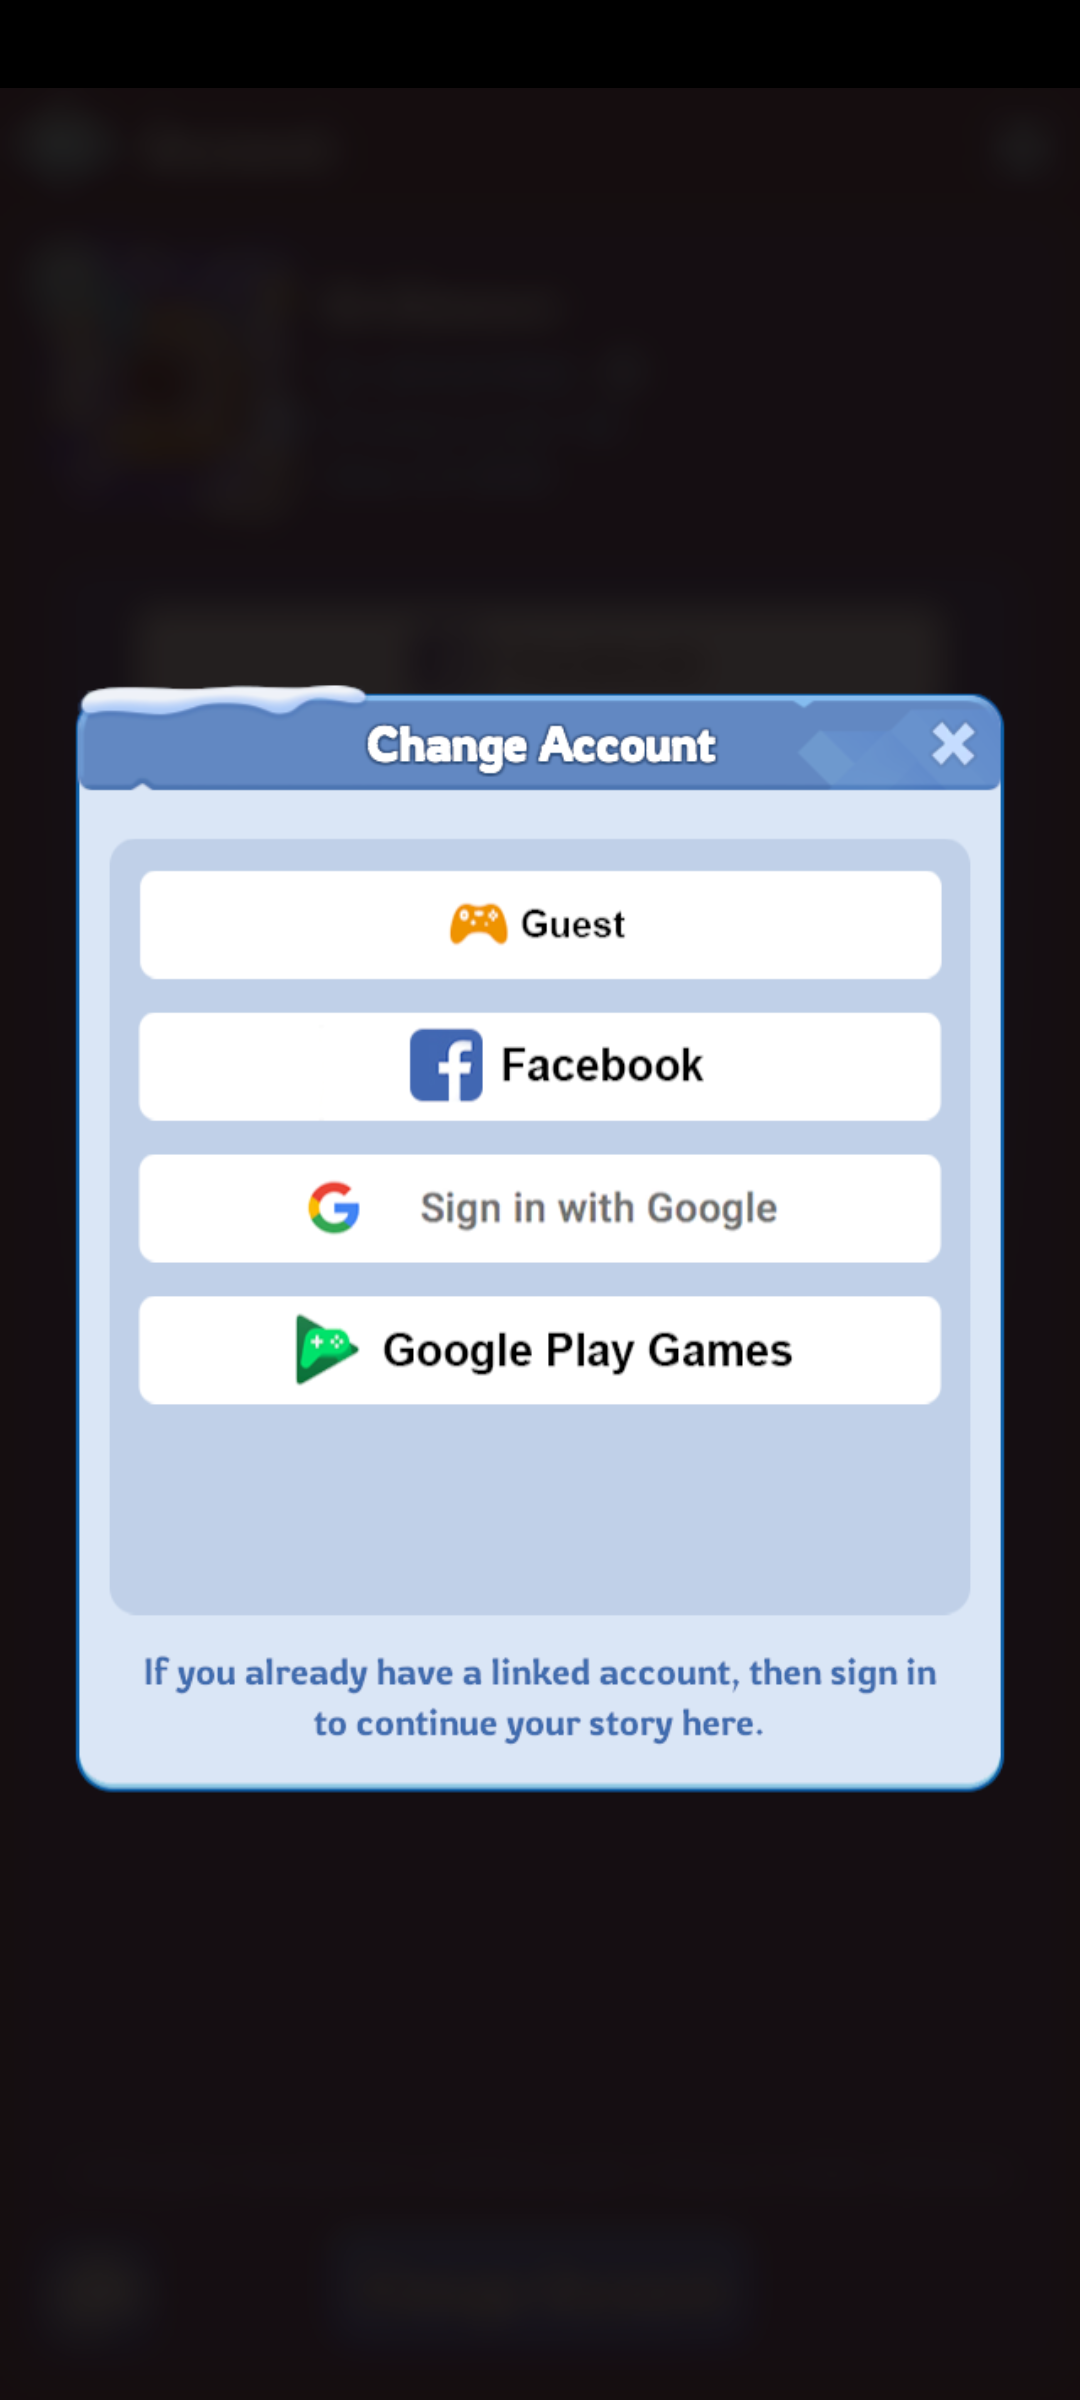 Change Account
Guest
Facebook
Sign in with Google
Google Play Games
If you already have a linked account, then sign in
to continue your story here.